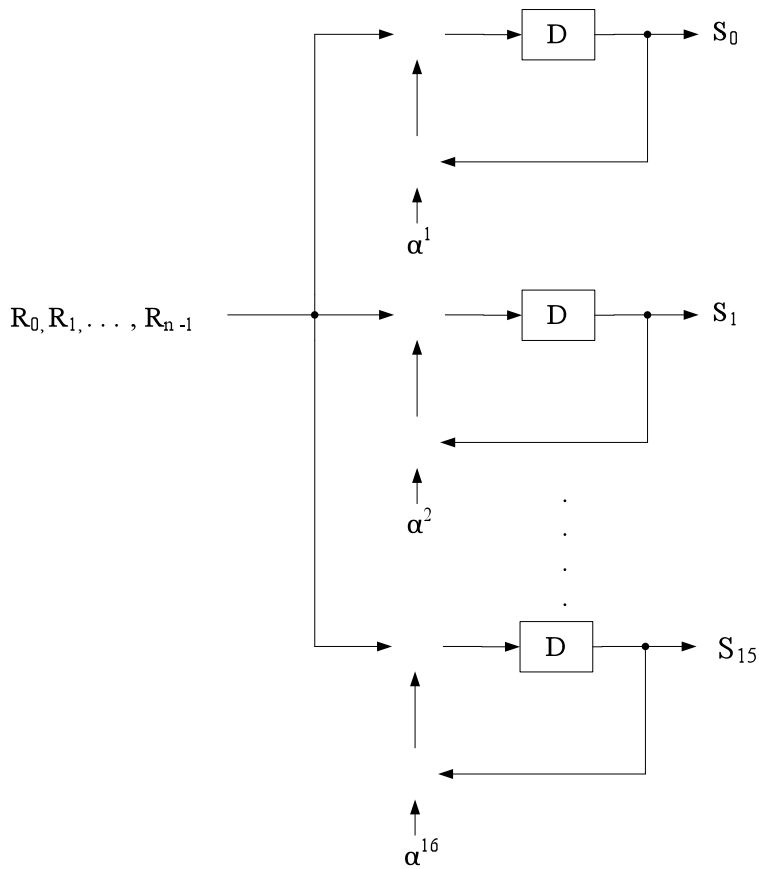 D S₀
α¹
R₀, R₁, . . . , Rₙ₋₁ D S₁
α²
D S₁₅
α¹⁶